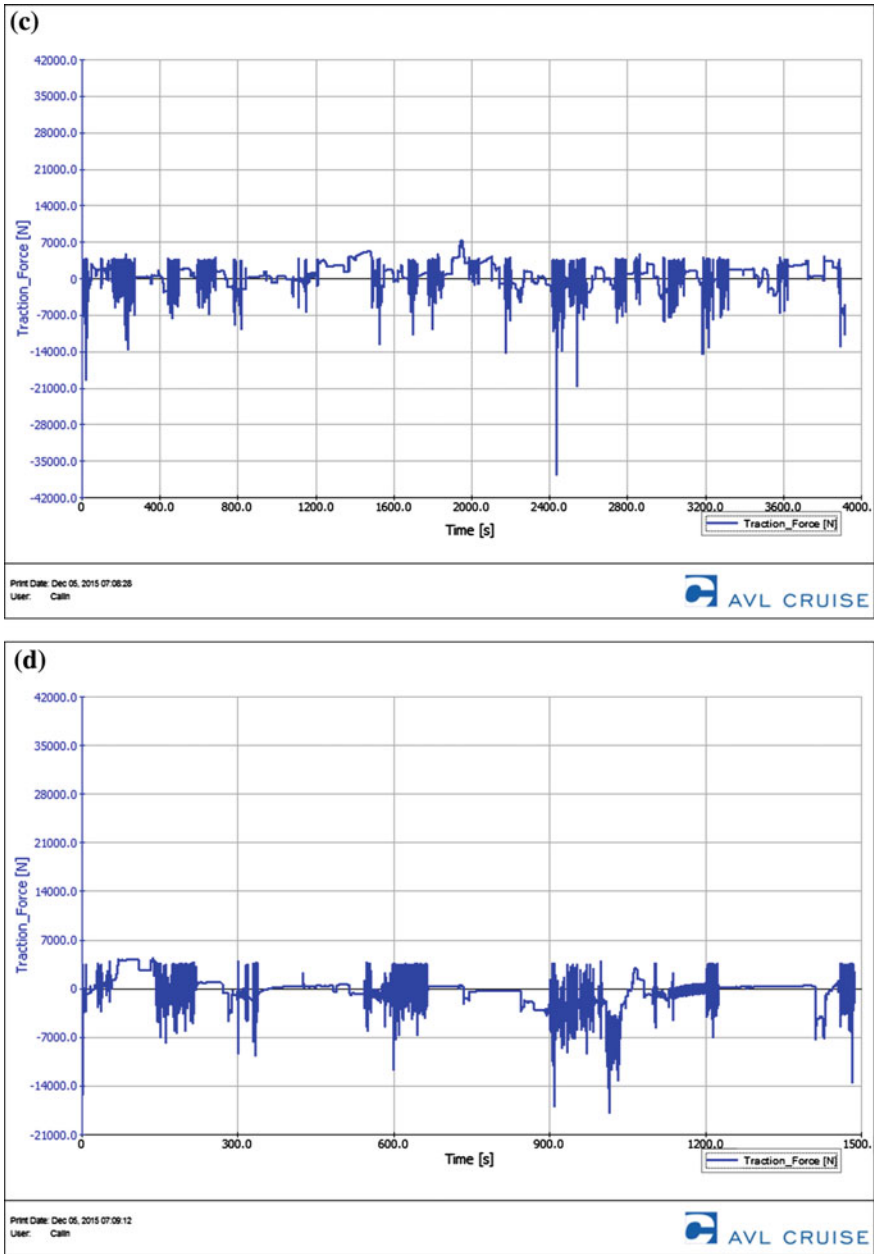 (c)
42000.0
35000.0
28000.0
21000.0
14000.0
7000.0
0
-7000.0
-14000.0
-21000.0
-28000.0
-35000.0
-42000.0
Traction_Force [N]
0 400.0 800.0 1200.0 1600.0 2000.0 2400.0 2800.0 3200.0 3600.0 4000.
Time [s]
Traction_Force [N]
Print Date: Dec 05, 2015 07:08:28
User: Calin
AVL CRUISE
(d)
42000.0
35000.0
28000.0
21000.0
14000.0
7000.0
0
-7000.0
-14000.0
-21000.0
Traction_Force [N]
0 300.0 600.0 900.0 1200.0 1500.
Time [s]
Traction_Force [N]
Print Date: Dec 05, 2015 07:09:12
User: Calin
AVL CRUISE